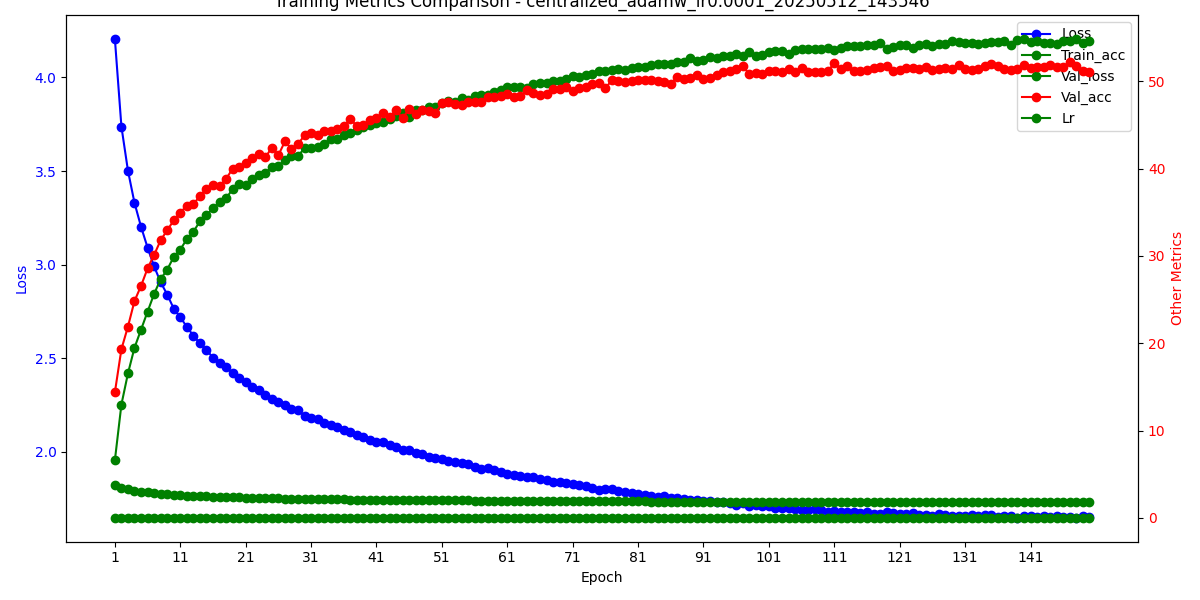 Training Metrics Comparison - centralized_adamw_lr0.0001_20250512_143546
Loss
Train_acc
Val_loss
Val_acc
Lr
4.0
3.5
3.0
2.5
2.0
Loss
50
40
30
20
10
0
Other Metrics
1 11 21 31 41 51 61 71 81 91 101 111 121 131 141
Epoch